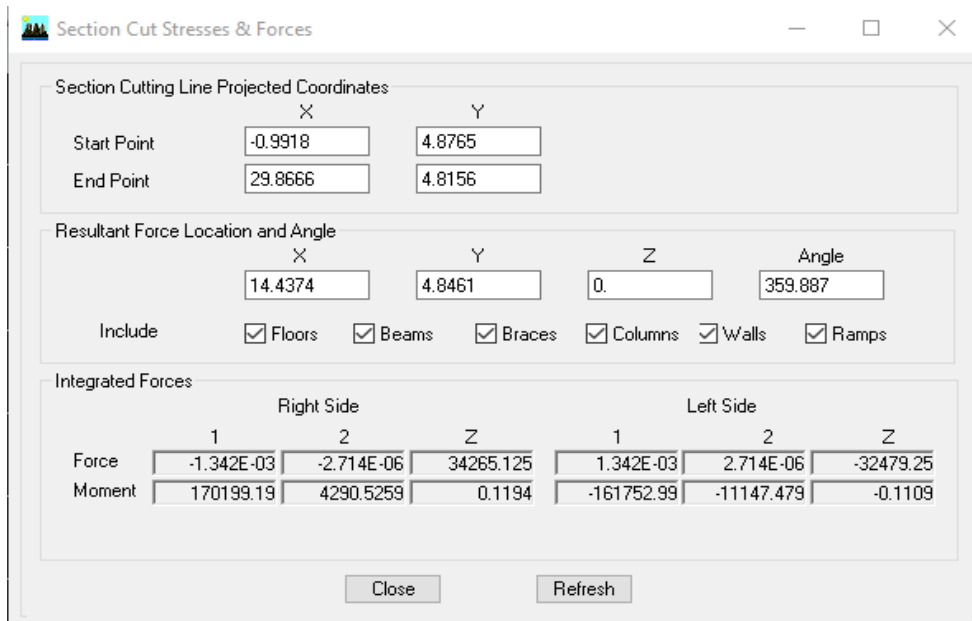 Section Cut Stresses & Forces
Section Cutting Line Projected Coordinates
X Y
Start Point -0.9918 4.8765
End Point 29.8666 4.8156
Resultant Force Location and Angle
X Y Z Angle
14.4374 4.8461 0. 359.887
Include Floors Beams Braces Columns Walls Ramps
Integrated Forces
Right Side Left Side
1 2 Z 1 2 Z
Force -1.342E-03 -2.714E-06 34265.125 1.342E-03 2.714E-06 -32479.25
Moment 170199.19 4290.5259 0.1194 -161752.99 -11147.479 -0.1109
Close Refresh